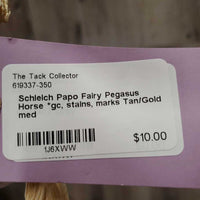 The Tack Collector
619337-350
Schleich Papo Fairy Pegasus
Horse *gc, stains, marks Tan/Gold
med
$10.00
1J6XWW